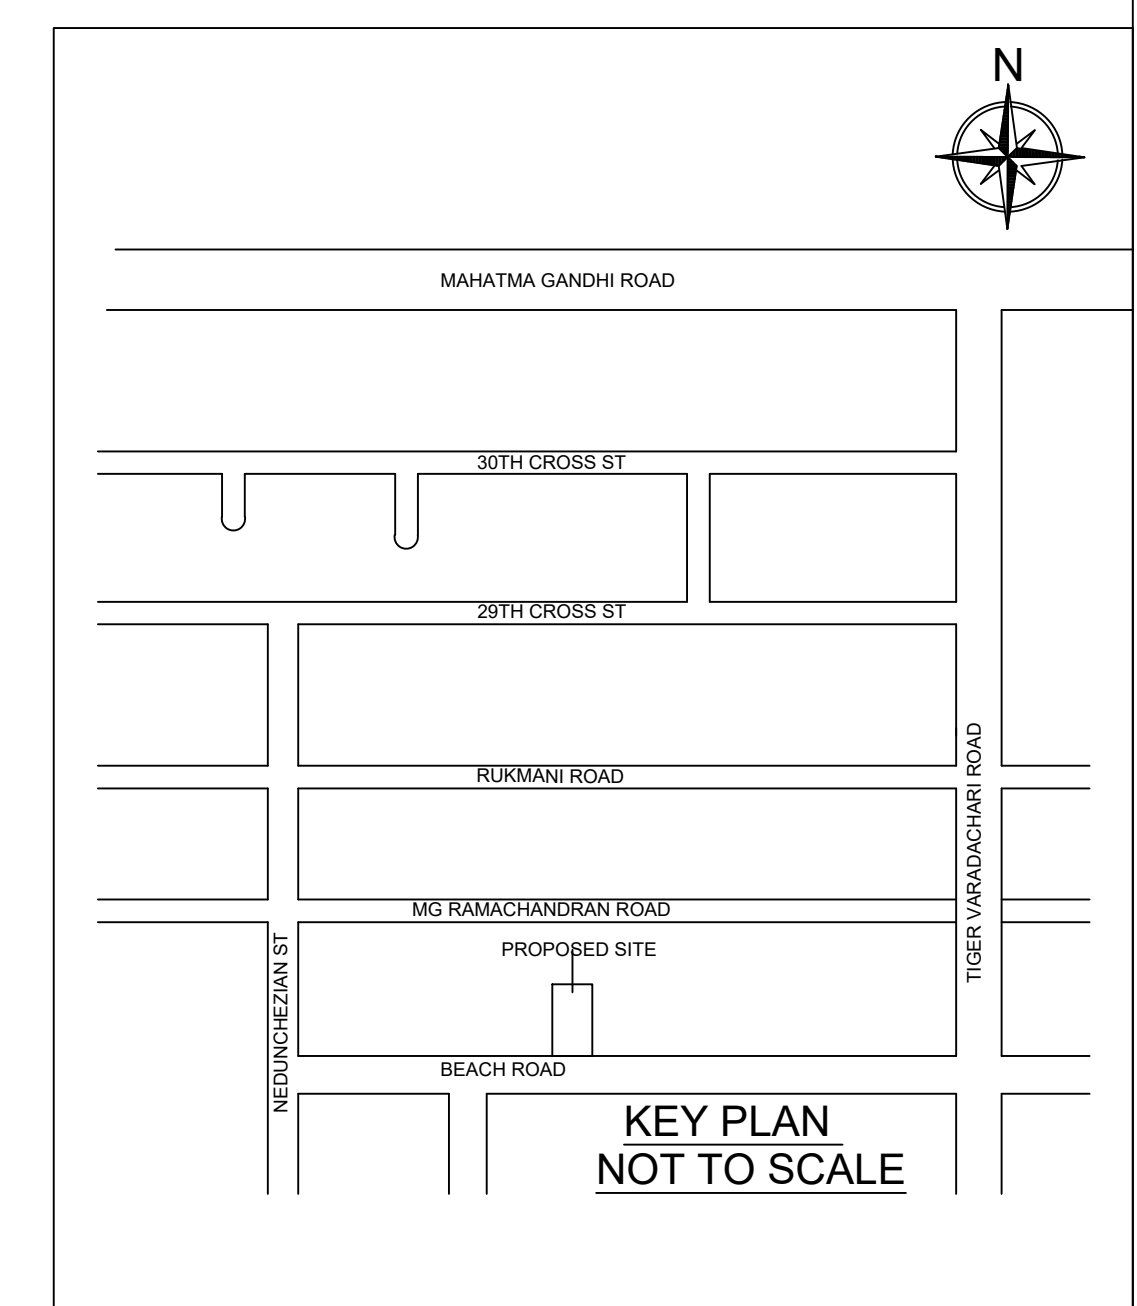 N
MAHATMA GANDHI ROAD
30TH CROSS ST
29TH CROSS ST
RUKMANI ROAD
TIGER VARADACHARI ROAD
MG RAMACHANDRAN ROAD
PROPOSED SITE
NEDUNCHEZIAN ST
BEACH ROAD
KEY PLAN
NOT TO SCALE